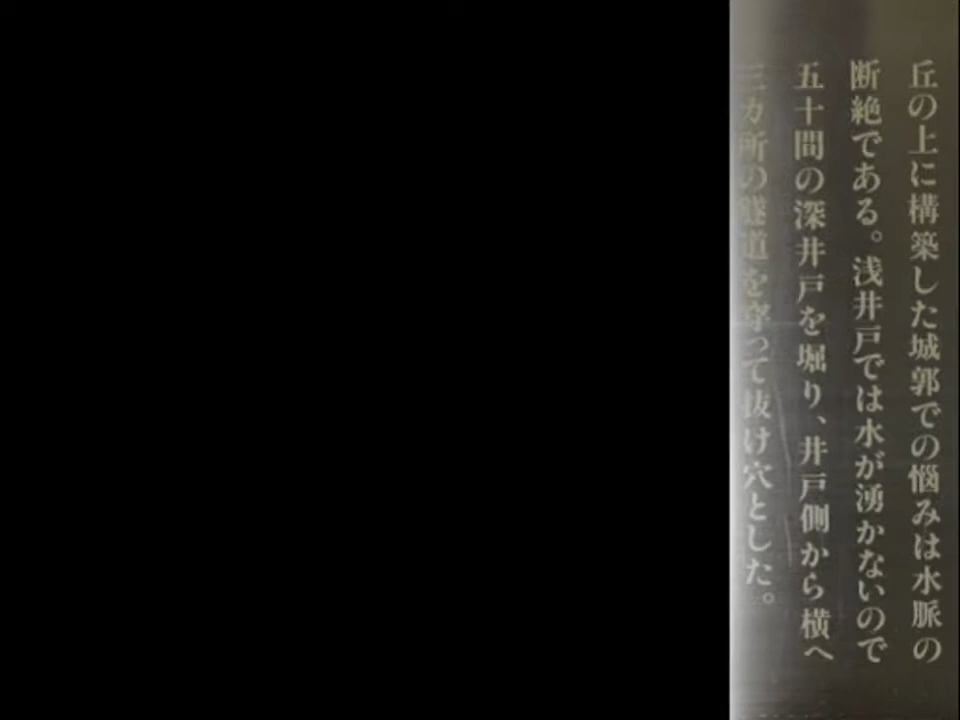 丘の上に構築した城郭での悩みは水脈の
断絶である。浅井戸では水が湧かないので
五十間の深井戸を堀り、井戸側から横へ
三カ所の隧道を穿って抜け穴とした。